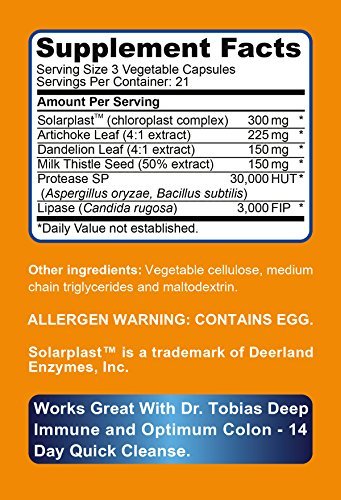 Supplement Facts
Serving Size 3 Vegetable Capsules
Servings Per Container: 21
Amount Per Serving
Solarplast™ (chloroplast complex) 300 mg *
Artichoke Leaf (4:1 extract) 225 mg *
Dandelion Leaf (4:1 extract) 150 mg *
Milk Thistle Seed (50% extract) 150 mg *
Protease SP 30,000 HUT *
(Aspergillus oryzae, Bacillus subtilis)
Lipase (Candida rugosa) 3,000 FIP *
*Daily Value not established.
Other ingredients: Vegetable cellulose, medium
chain triglycerides and maltodextrin.
ALLERGEN WARNING: CONTAINS EGG.
Solarplast™ is a trademark of Deerland
Enzymes, Inc.
Works Great With Dr. Tobias Deep
Immune and Optimum Colon - 14
Day Quick Cleanse.